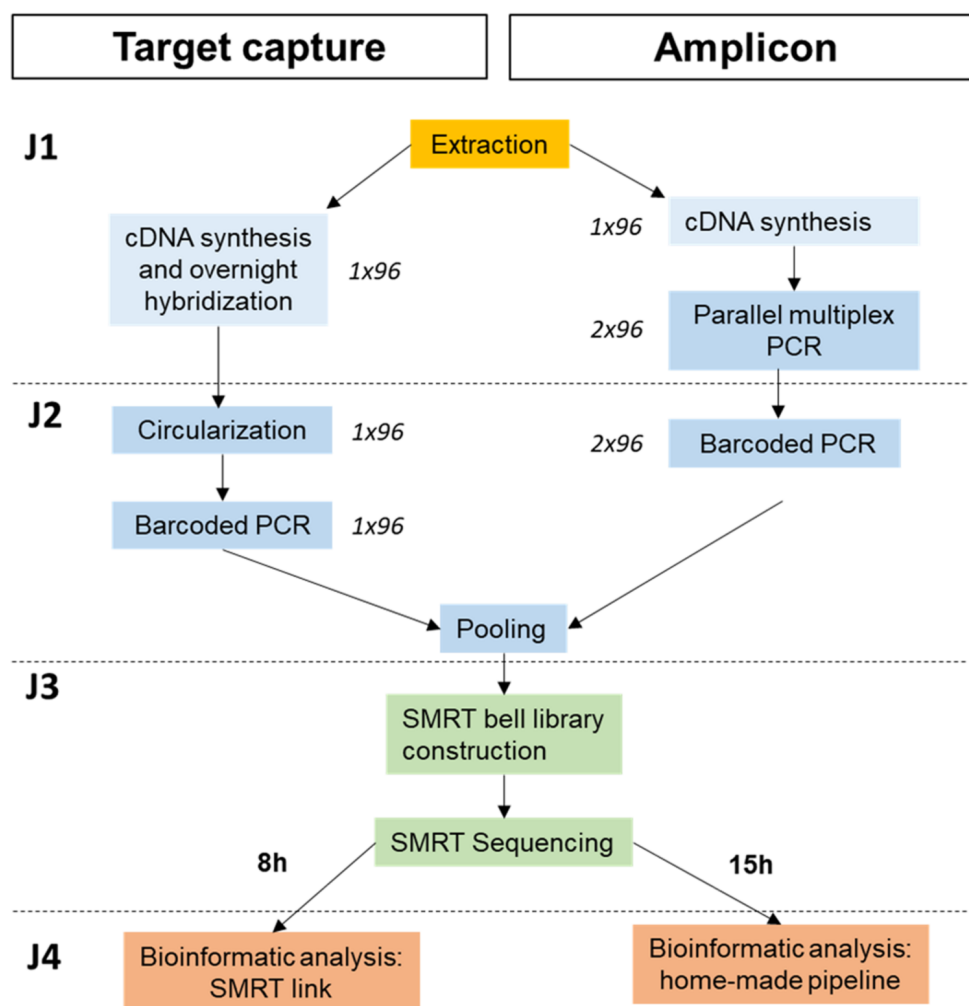 Target capture
Amplicon
J1
Extraction
cDNA synthesis
and overnight
hybridization
1x96
1x96
cDNA synthesis
2x96
Parallel multiplex
PCR
J2
Circularization
1x96
2x96
Barcoded PCR
Barcoded PCR
1x96
Pooling
J3
SMRT bell library
construction
SMRT Sequencing
8h
15h
J4
Bioinformatic analysis:
SMRT link
Bioinformatic analysis:
home-made pipeline